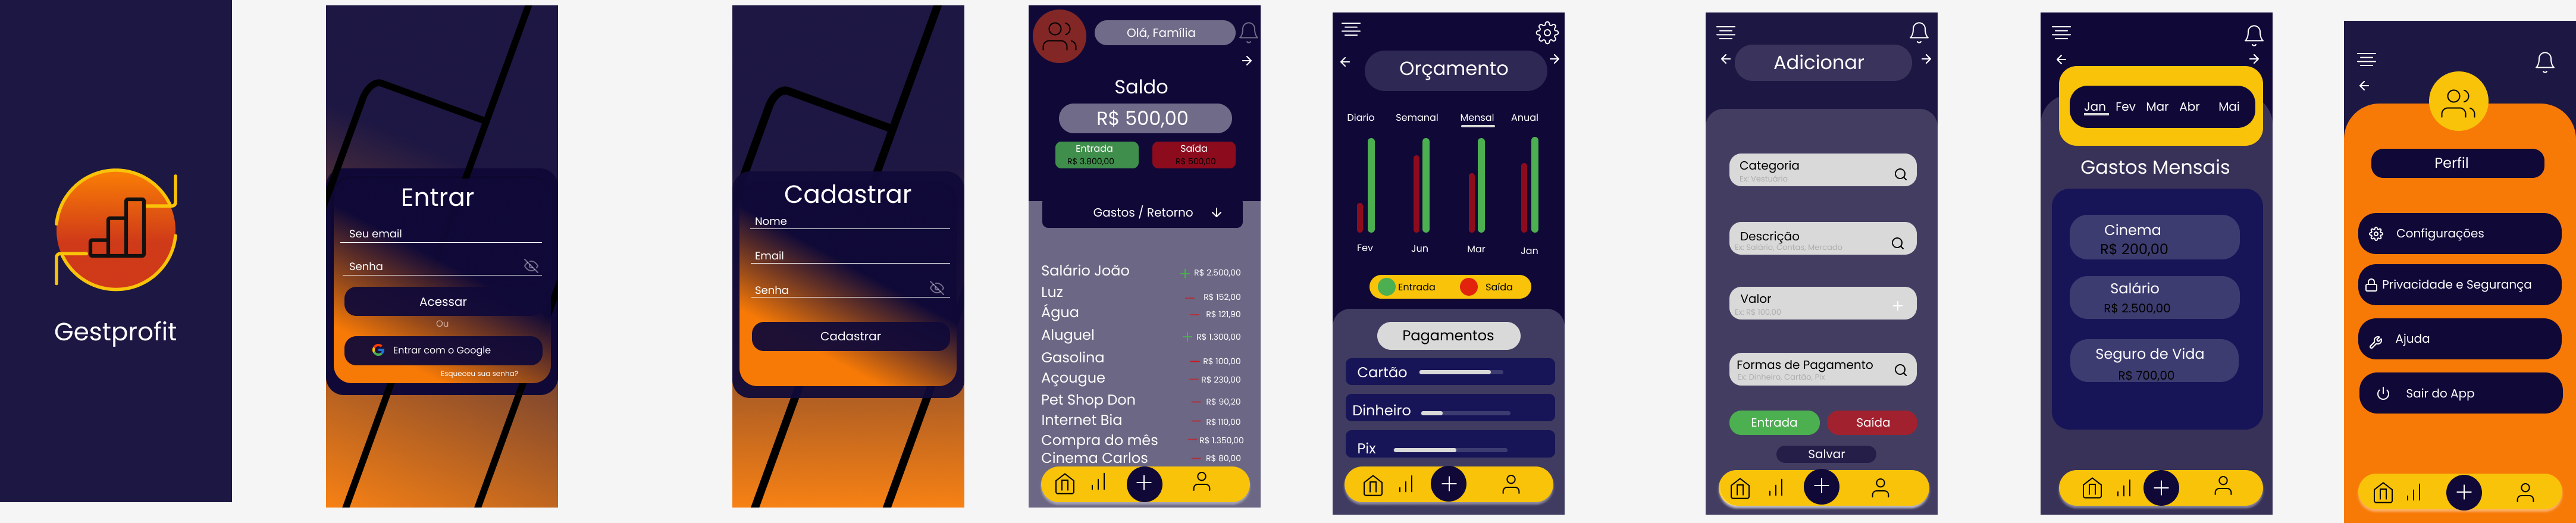 Gestprofit
Entrar
Seu email
Senha
Acessar
Ou
Entrar com o Google
Esqueceu sua senha?
Cadastrar
Nome
Email
Senha
Cadastrar
Olá, Família
Saldo
R$ 500,00
Entrada
R$ 3.800,00
Saída
R$ 500,00
Gastos / Retorno
Salário João + R$ 2.500,00
Luz — R$ 152,00
Água — R$ 121,90
Aluguel + R$ 1.300,00
Gasolina — R$ 100,00
Açougue — R$ 230,00
Pet Shop Don — R$ 90,20
Internet Bia — R$ 110,00
Compra do mês — R$ 1.350,00
Cinema Carlos — R$ 80,00
Orçamento
Diario Semanal Mensal Anual
Fev Jun Mar Jan
Entrada Saída
Pagamentos
Cartão
Dinheiro
Pix
Adicionar
Categoria
Ex: Vestuário
Descrição
Ex: Salário, Contas, Mercado
Valor
Ex: R$ 100,00
Formas de Pagamento
Ex: Dinheiro, Cartão, Pix
Entrada Saída
Salvar
Jan Fev Mar Abr Mai
Gastos Mensais
Cinema
R$ 200,00
Salário
R$ 2.500,00
Seguro de Vida
R$ 700,00
Perfil
Configurações
Privacidade e Segurança
Ajuda
Sair do App